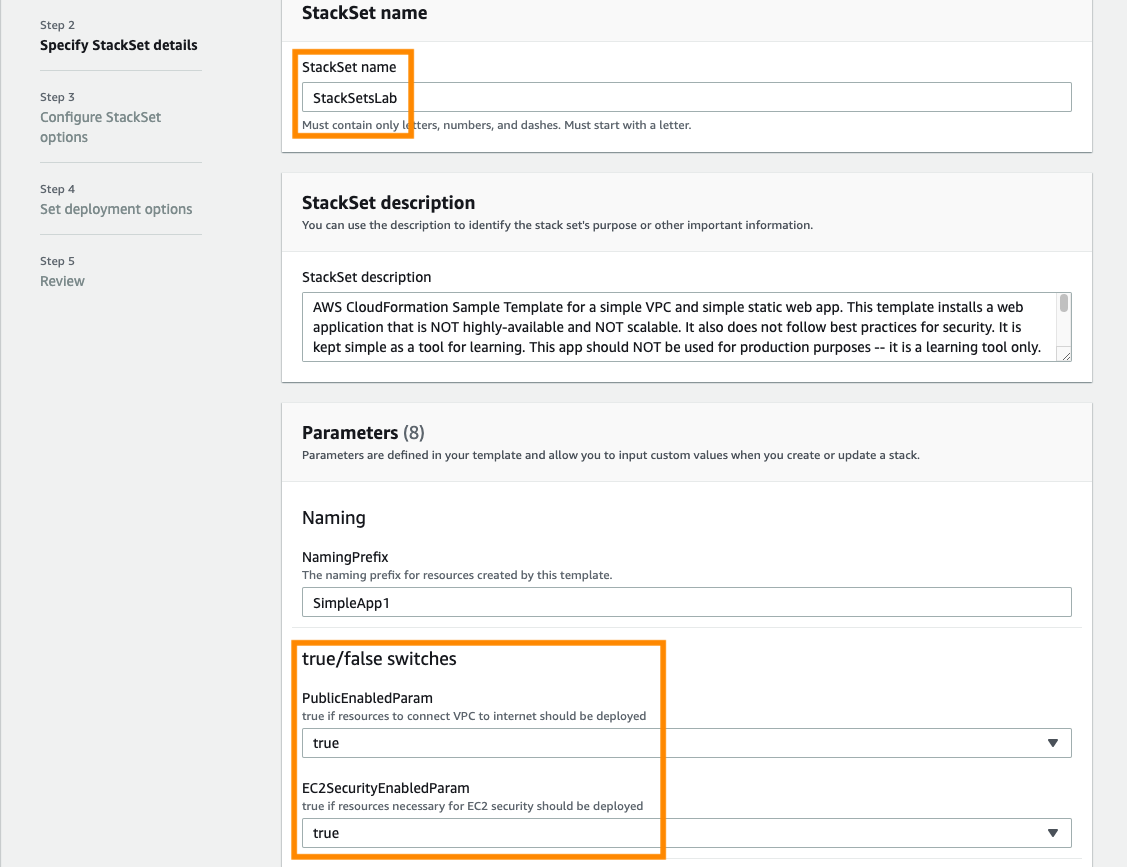 Step 2
Specify StackSet details
Step 3
Configure StackSet
options
Step 4
Set deployment options
Step 5
Review
StackSet name
StackSet name
StackSetsLab
Must contain only letters, numbers, and dashes. Must start with a letter.
StackSet description
You can use the description to identify the stack set's purpose or other important information.
StackSet description
AWS CloudFormation Sample Template for a simple VPC and simple static web app. This template installs a web
application that is NOT highly-available and NOT scalable. It also does not follow best practices for security. It is
kept simple as a tool for learning. This app should NOT be used for production purposes -- it is a learning tool only.
Parameters (8)
Parameters are defined in your template and allow you to input custom values when you create or update a stack.
Naming
NamingPrefix
The naming prefix for resources created by this template.
SimpleApp1
true/false switches
PublicEnabledParam
true if resources to connect VPC to internet should be deployed
true
EC2SecurityEnabledParam
true if resources necessary for EC2 security should be deployed
true